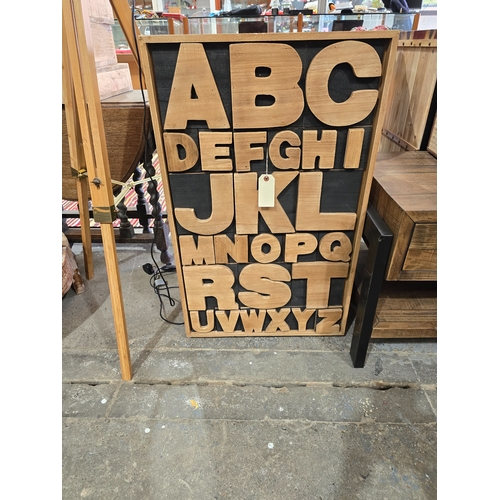 ABC
DEFGHI
JKL
MNOPQ
RST
UVWXYZ